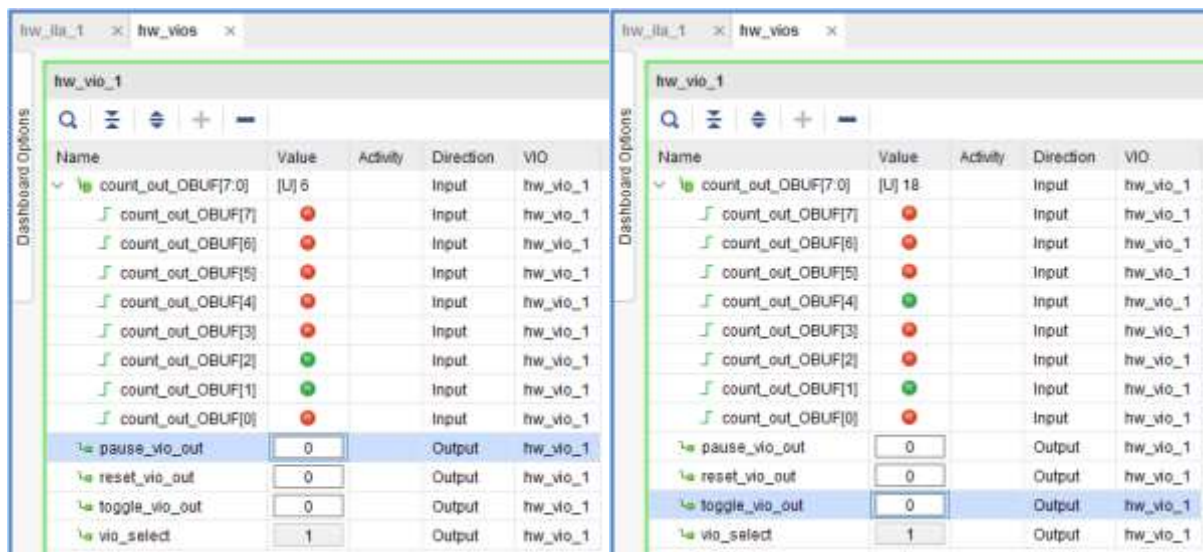 hw_ila_1 × hw_vios ×
Dashboard Options
hw_vio_1
Name Value Activity Direction VIO
count_out_OBUF[7:0] [U] 6 Input hw_vio_1
count_out_OBUF[7] Input hw_vio_1
count_out_OBUF[6] Input hw_vio_1
count_out_OBUF[5] Input hw_vio_1
count_out_OBUF[4] Input hw_vio_1
count_out_OBUF[3] Input hw_vio_1
count_out_OBUF[2] Input hw_vio_1
count_out_OBUF[1] Input hw_vio_1
count_out_OBUF[0] Input hw_vio_1
pause_vio_out 0 Output hw_vio_1
reset_vio_out 0 Output hw_vio_1
toggle_vio_out 0 Output hw_vio_1
vio_select 1 Output hw_vio_1
hw_ila_1 × hw_vios ×
Dashboard Options
hw_vio_1
Name Value Activity Direction VIO
count_out_OBUF[7:0] [U] 18 Input hw_vio_1
count_out_OBUF[7] Input hw_vio_1
count_out_OBUF[6] Input hw_vio_1
count_out_OBUF[5] Input hw_vio_1
count_out_OBUF[4] Input hw_vio_1
count_out_OBUF[3] Input hw_vio_1
count_out_OBUF[2] Input hw_vio_1
count_out_OBUF[1] Input hw_vio_1
count_out_OBUF[0] Input hw_vio_1
pause_vio_out 0 Output hw_vio_1
reset_vio_out 0 Output hw_vio_1
toggle_vio_out 0 Output hw_vio_1
vio_select 1 Output hw_vio_1